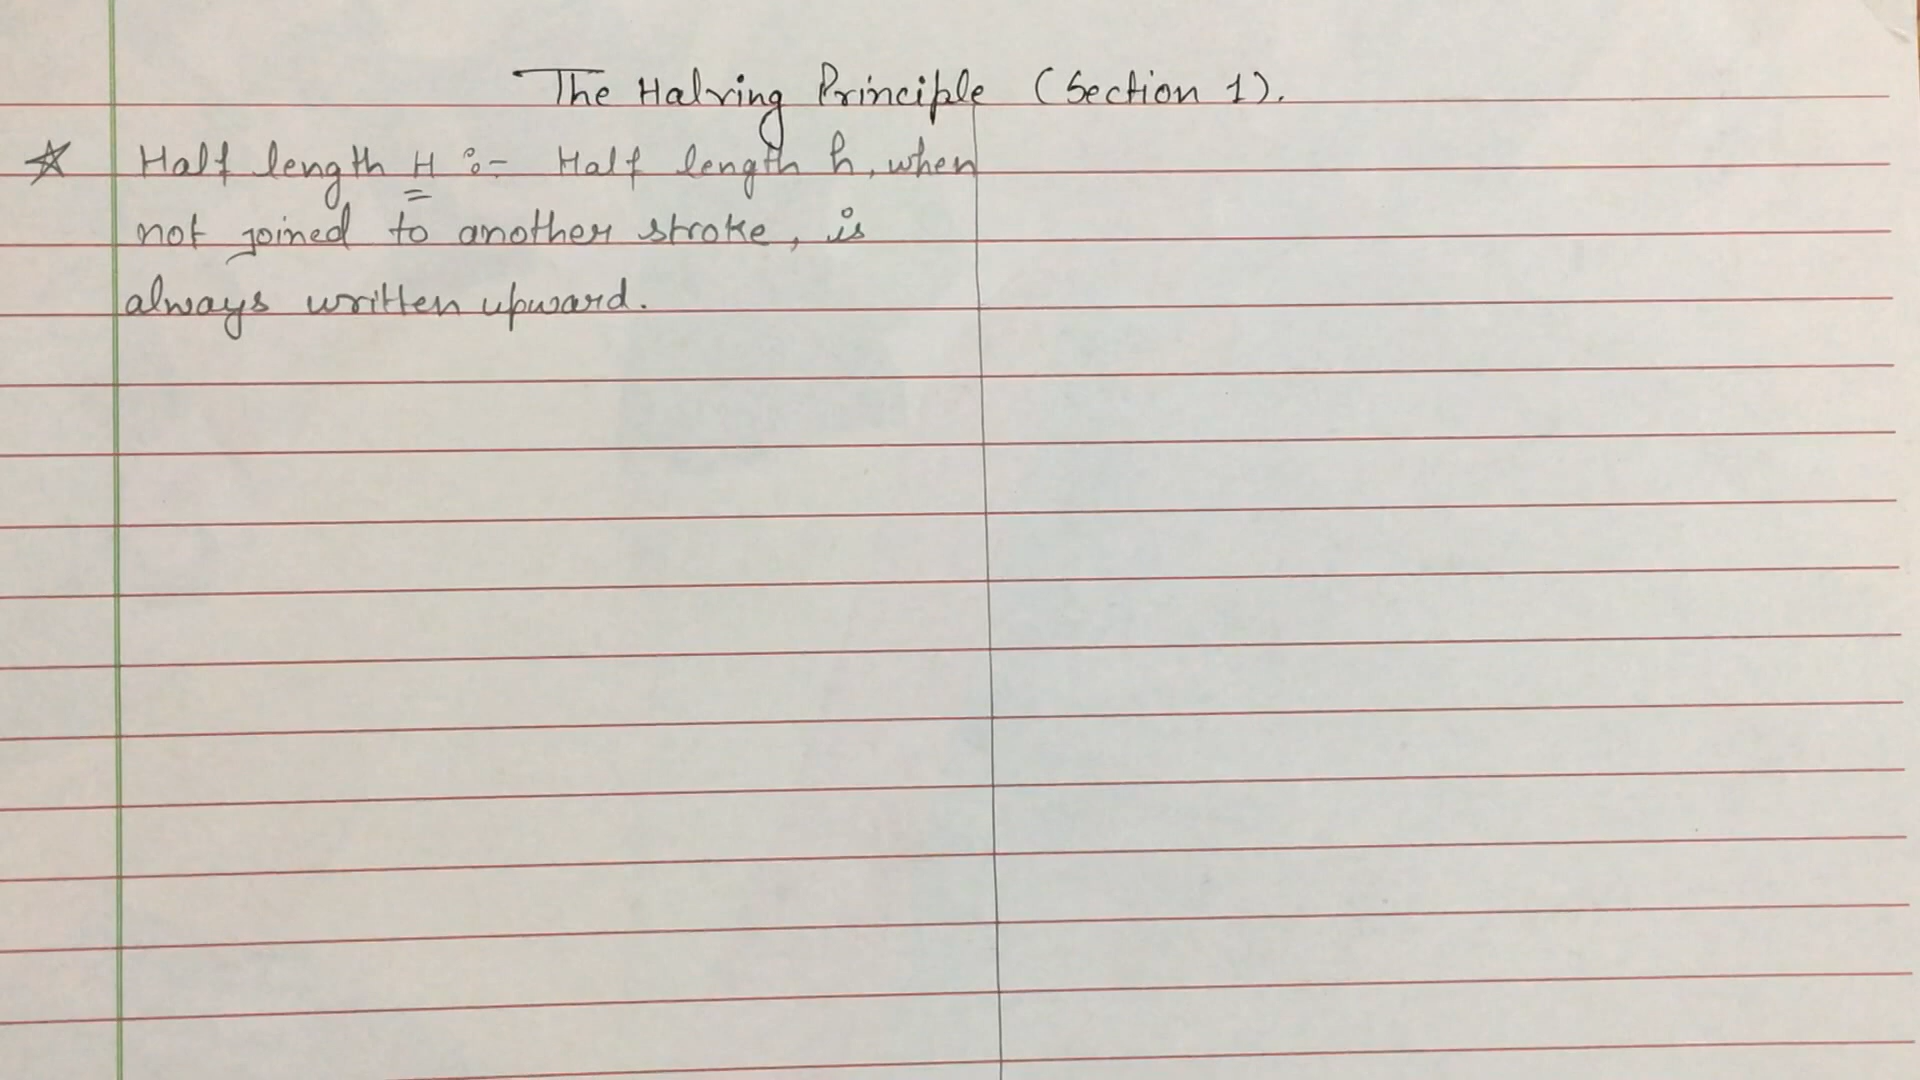 The Halving Principle (Section 1).
☆ Half length H :- Half length h, when
not joined to another stroke, is
always written upward.